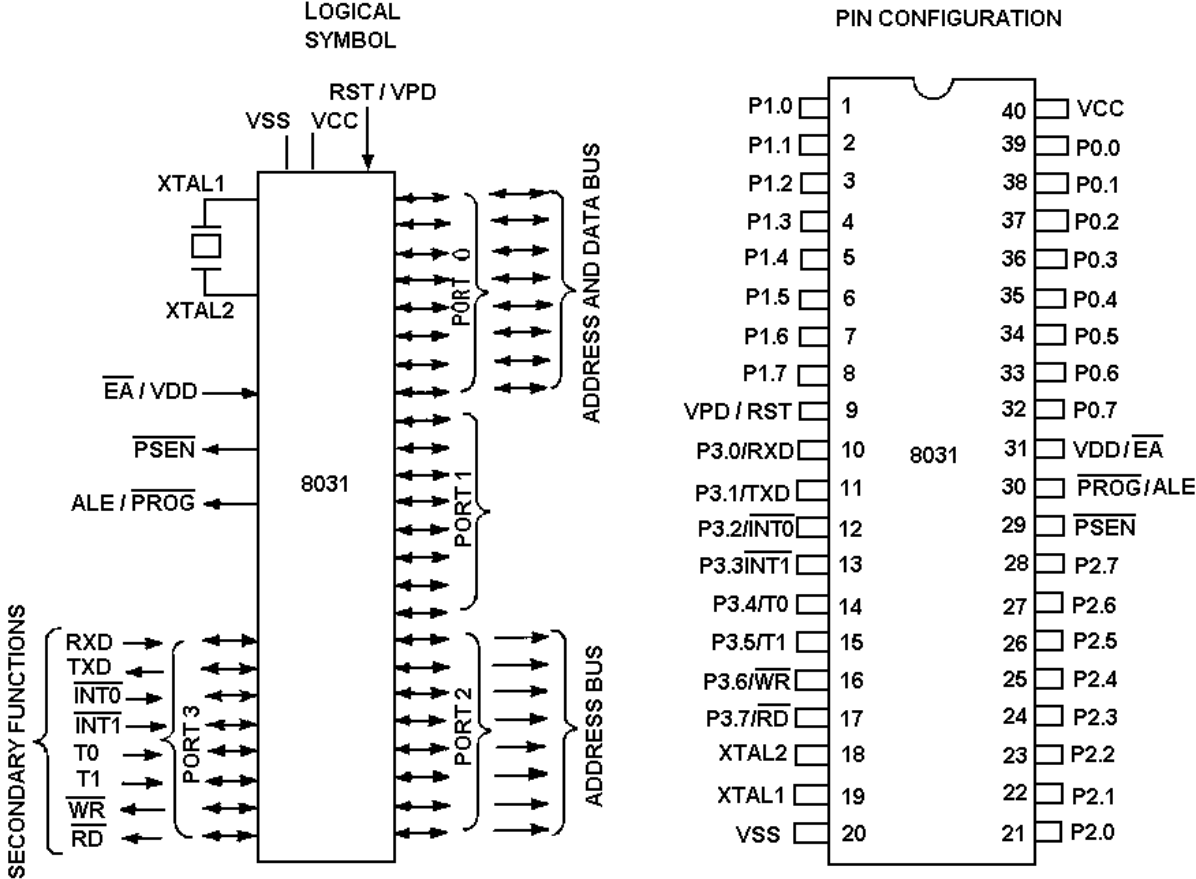 LOGICAL
SYMBOL
RST / VPD
VSS
VCC
XTAL1
XTAL2
EA / VDD
PSEN
ALE / PROG
8031
PORT 0
ADDRESS AND DATA BUS
PORT 1
PORT 2
ADDRESS BUS
SECONDARY FUNCTIONS
RXD
TXD
INT0
INT1
T0
T1
WR
RD
PORT 3
PIN CONFIGURATION
P1.0 1 40 VCC
P1.1 2 39 P0.0
P1.2 3 38 P0.1
P1.3 4 37 P0.2
P1.4 5 36 P0.3
P1.5 6 35 P0.4
P1.6 7 34 P0.5
P1.7 8 33 P0.6
VPD / RST 9 32 P0.7
P3.0/RXD 10 8031 31 VDD/EA
P3.1/TXD 11 30 PROG/ALE
P3.2/INT0 12 29 PSEN
P3.3INT1 13 28 P2.7
P3.4/T0 14 27 P2.6
P3.5/T1 15 26 P2.5
P3.6/WR 16 25 P2.4
P3.7/RD 17 24 P2.3
XTAL2 18 23 P2.2
XTAL1 19 22 P2.1
VSS 20 21 P2.0